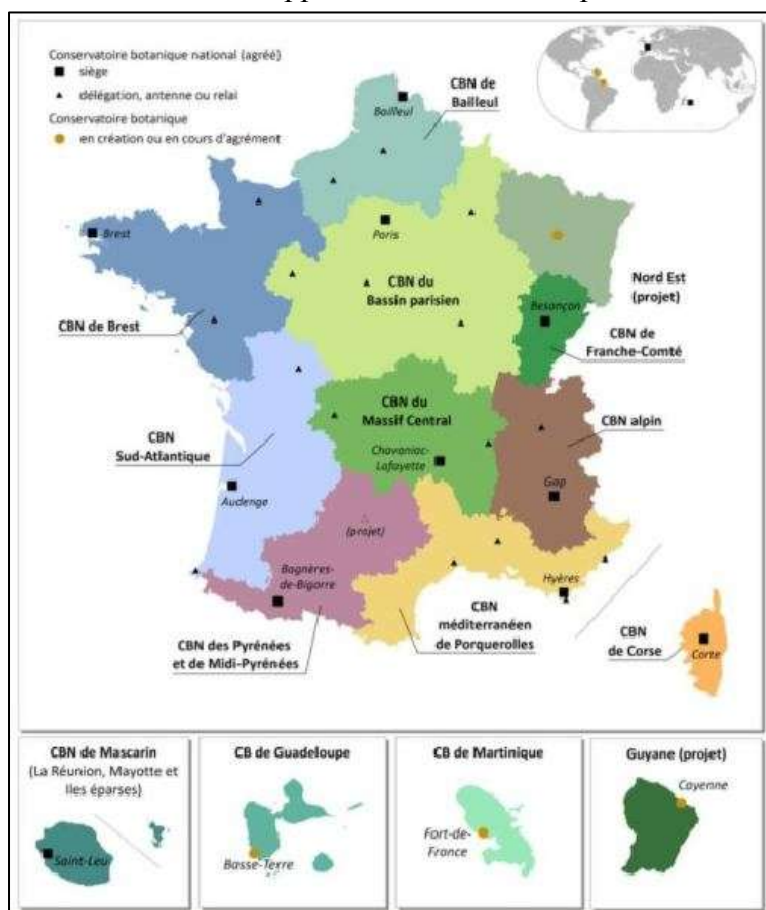 Conservatoire botanique national (agréé)
siège
délégation, antenne ou relai
Conservatoire botanique
en création ou en cours d'agrément
CBN de
Bailleul
Bailleul
Brest
Paris
CBN du
Bassin parisien
Nord Est
(projet)
Besançon
CBN de Brest
CBN de
Franche-Comté
CBN du
Massif Central
CBN alpin
CBN
Sud-Atlantique
Chavaniac-
Lafayette
Gap
Audenge
(projet)
Bagnères-
de-Bigorre
Hyères
CBN
méditerranéen
de Porquerolles
CBN des Pyrénées
et de Midi-Pyrénées
CBN
de Corse
Corte
CBN de Mascarin
(La Réunion, Mayotte et
Iles éparses)
Saint-Leu
CB de Guadeloupe
Basse-Terre
CB de Martinique
Fort-de-
France
Guyane (projet)
Cayenne